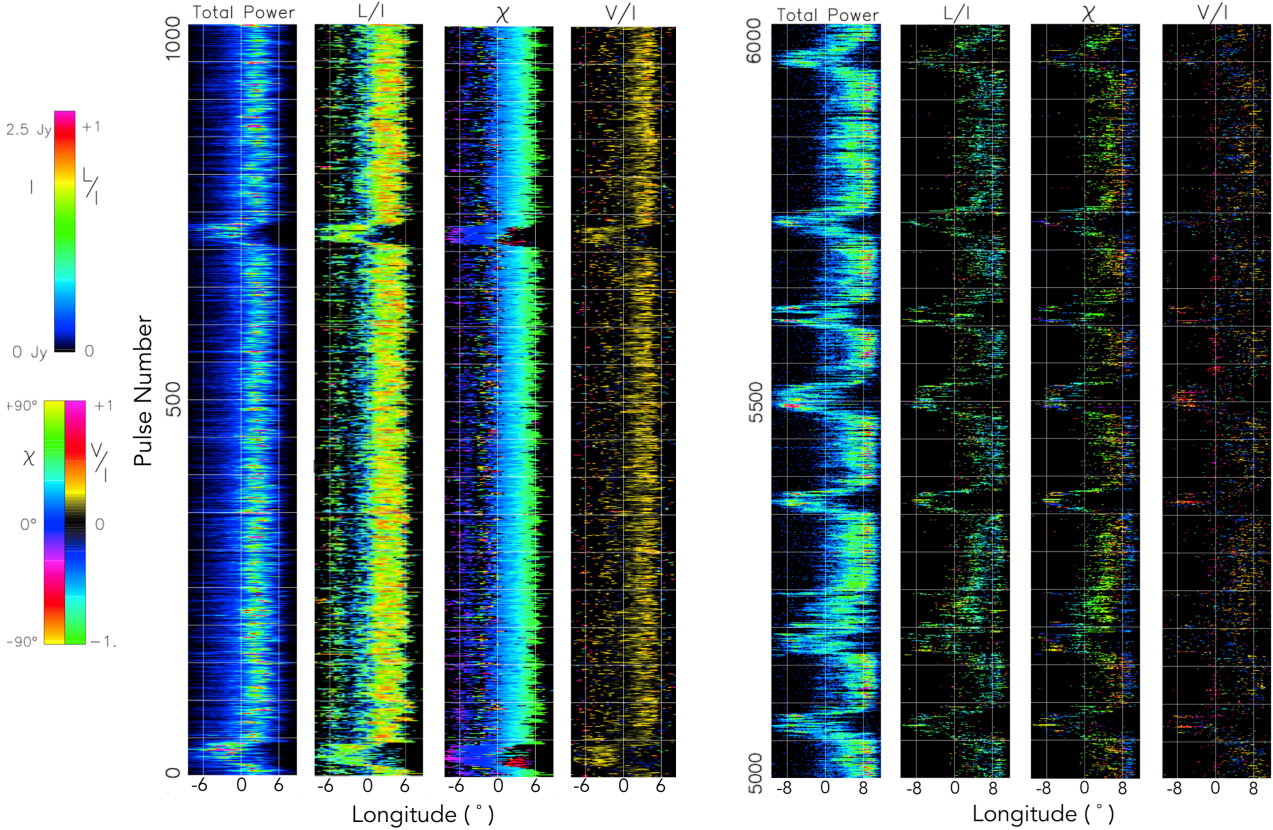 Total Power L/I χ V/I
Total Power L/I χ V/I
1000
6000
2.5 Jy +1
I L/I
0 Jy 0
+90° +1
χ V/I
0° 0
-90° -1.
Pulse Number
500
5500
0
5000
-6 0 6 -6 0 6 -6 0 6 -6 0 6
-8 0 8 -8 0 8 -8 0 8 -8 0 8
Longitude (°)
Longitude (°)